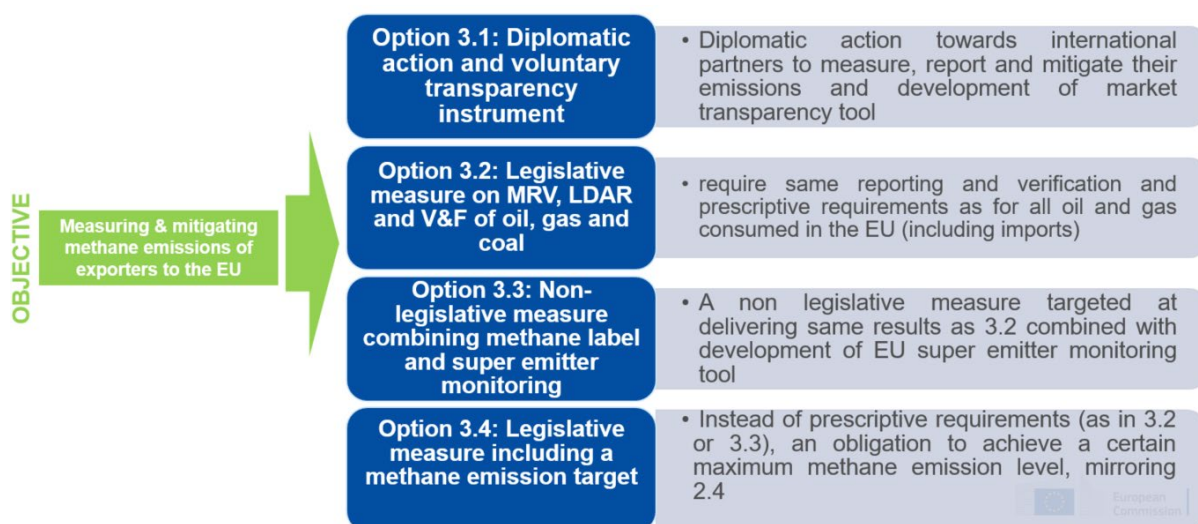 OBJECTIVE
Measuring & mitigating
methane emissions of
exporters to the EU
Option 3.1: Diplomatic
action and voluntary
transparency
instrument
• Diplomatic action towards international
partners to measure, report and mitigate their
emissions and development of market
transparency tool
Option 3.2: Legislative
measure on MRV, LDAR
and V&F of oil, gas and
coal
• require same reporting and verification and
prescriptive requirements as for all oil and gas
consumed in the EU (including imports)
Option 3.3: Non-
legislative measure
combining methane label
and super emitter
monitoring
• A non legislative measure targeted at
delivering same results as 3.2 combined with
development of EU super emitter monitoring
tool
Option 3.4: Legislative
measure including a
methane emission target
• Instead of prescriptive requirements (as in 3.2
or 3.3), an obligation to achieve a certain
maximum methane emission level, mirroring
2.4
European
Commission